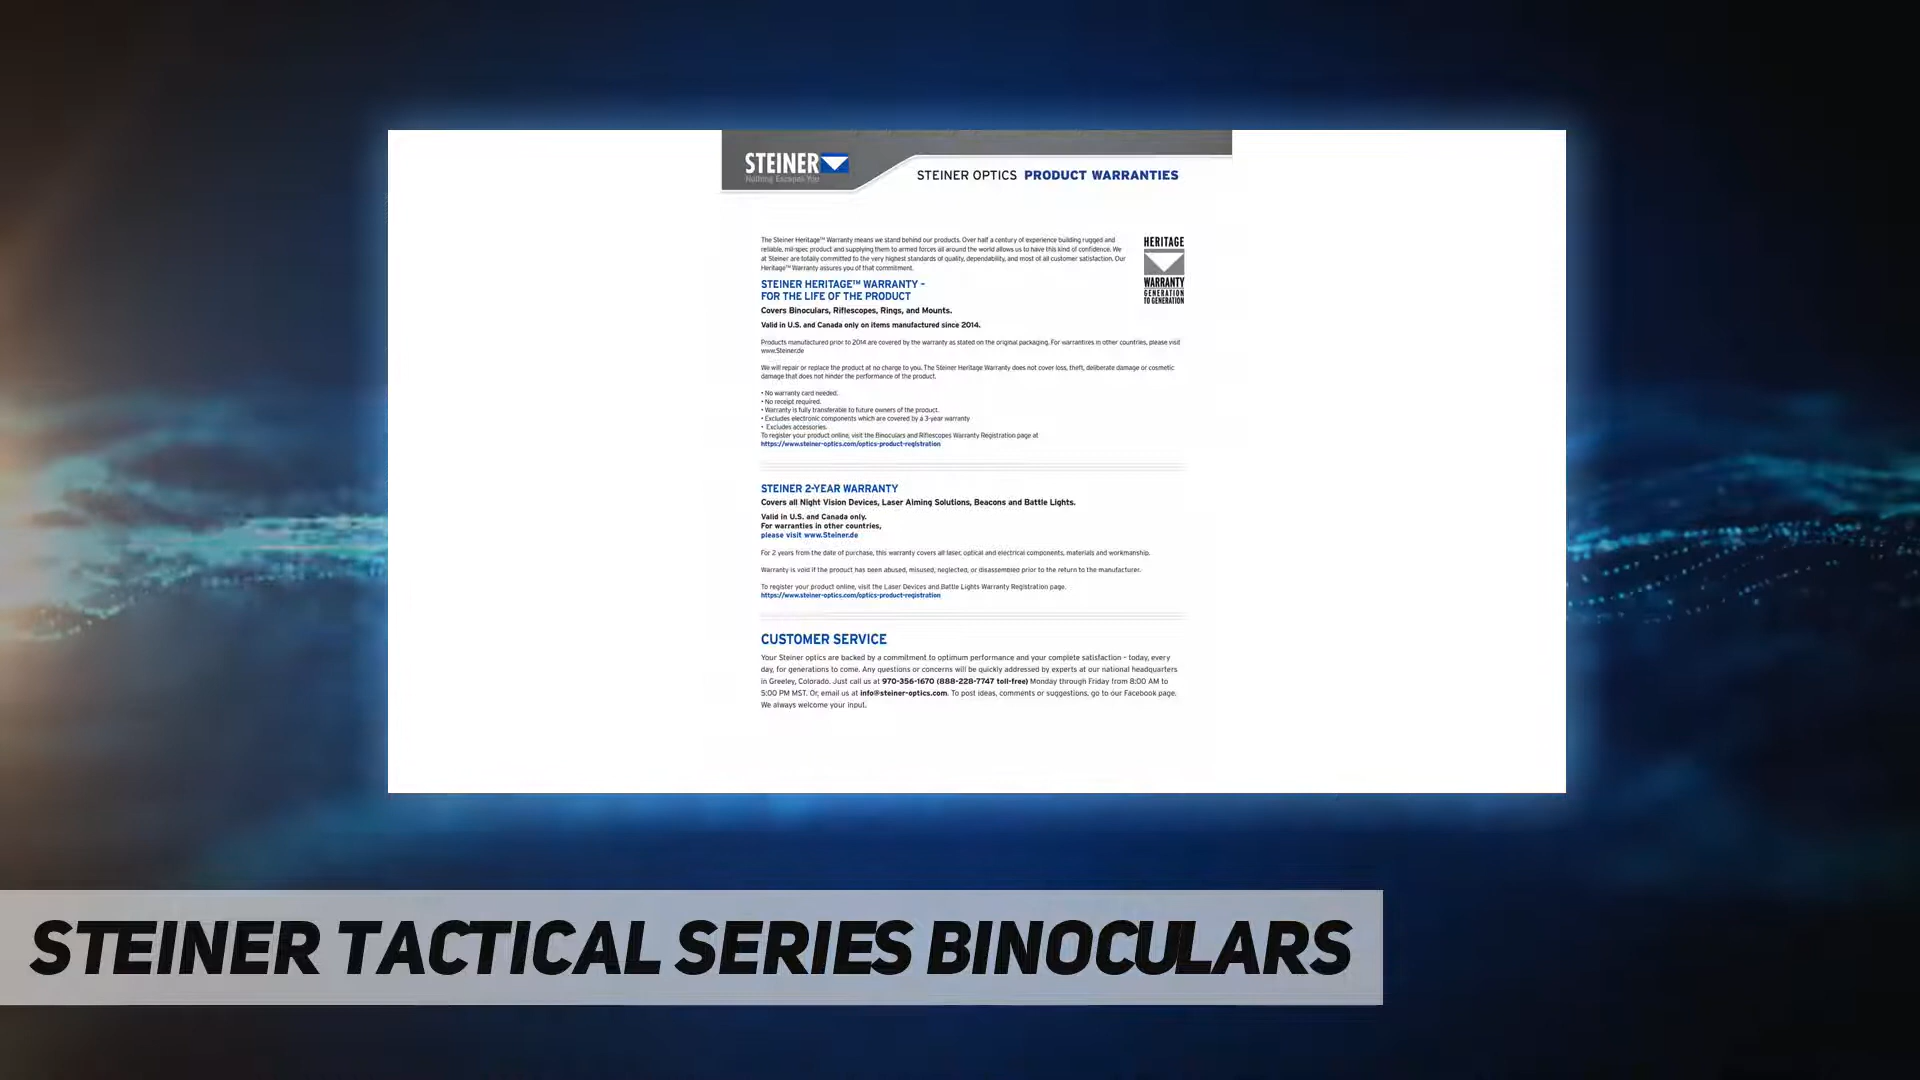 STEINER
Nothing Escapes You
STEINER OPTICS PRODUCT WARRANTIES
The Steiner Heritage™ Warranty means we stand behind our products. Over half a century of experience building rugged and
reliable, mil-spec product and supplying them to armed forces all around the world allows us to have this kind of confidence. We
at Steiner are totally committed to the very highest standards of quality, dependability, and most of all customer satisfaction. Our
Heritage™ Warranty assures you of that commitment.
HERITAGE
WARRANTY
GENERATION
TO GENERATION
STEINER HERITAGE™ WARRANTY –
FOR THE LIFE OF THE PRODUCT
Covers Binoculars, Riflescopes, Rings, and Mounts.
Valid in U.S. and Canada only on items manufactured since 2014.
Products manufactured prior to 2014 are covered by the warranty as stated on the original packaging. For warrantires in other countries, please visit
www.Steiner.de
We will repair or replace the product at no charge to you. The Steiner Heritage Warranty does not cover loss, theft, deliberate damage or cosmetic
damage that does not hinder the performance of the product.
• No warranty card needed.
• No receipt required.
• Warranty is fully transferable to future owners of the product.
• Excludes electronic components which are covered by a 3-year warranty
• Excludes accessories.
To register your product online, visit the Binoculars and Riflescopes Warranty Registration page at
https://www.steiner-optics.com/optics-product-registration
STEINER 2-YEAR WARRANTY
Covers all Night Vision Devices, Laser Aiming Solutions, Beacons and Battle Lights.
Valid in U.S. and Canada only.
For warranties in other countries,
please visit www.Steiner.de
For 2 years from the date of purchase, this warranty covers all laser, optical and electrical components, materials and workmanship.
Warranty is void if the product has been abused, misused, neglected, or disassembled prior to the return to the manufacturer.
To register your product online, visit the Laser Devices and Battle Lights Warranty Registration page.
https://www.steiner-optics.com/optics-product-registration
CUSTOMER SERVICE
Your Steiner optics are backed by a commitment to optimum performance and your complete satisfaction – today, every
day, for generations to come. Any questions or concerns will be quickly addressed by experts at our national headquarters
in Greeley, Colorado. Just call us at 970-356-1670 (888-228-7747 toll-free) Monday through Friday from 8:00 AM to
5:00 PM MST. Or, email us at info@steiner-optics.com. To post ideas, comments or suggestions, go to our Facebook page.
We always welcome your input.
STEINER TACTICAL SERIES BINOCULARS